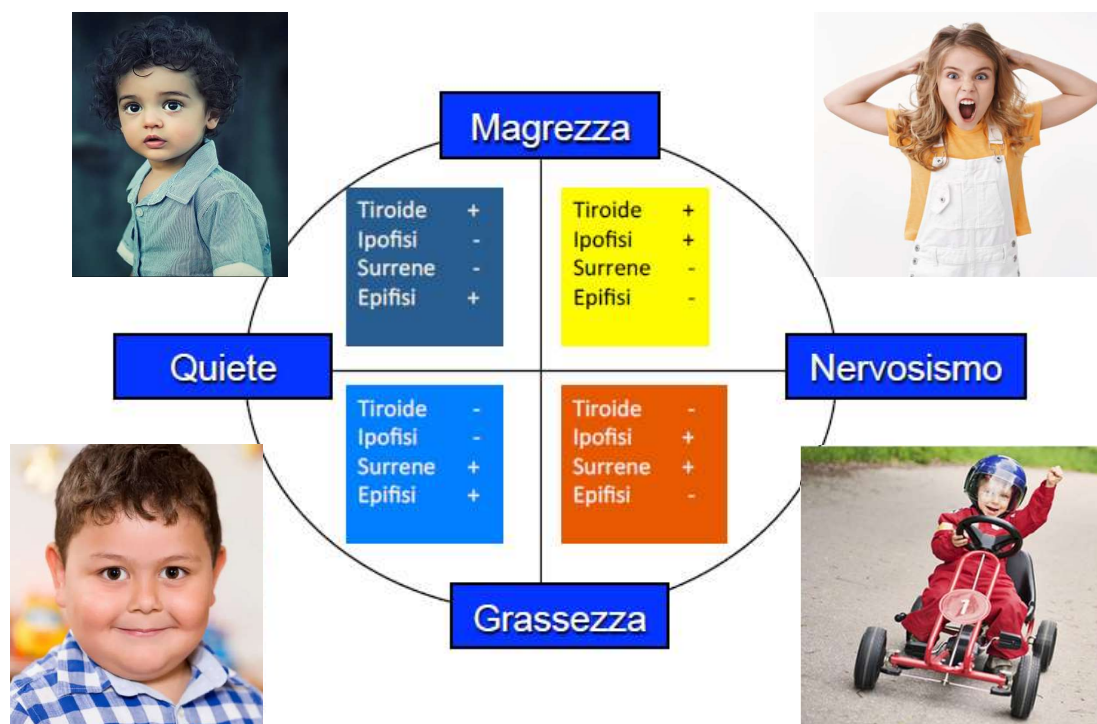 Magrezza
Tiroide +
Ipofisi -
Surrene -
Epifisi +
Tiroide +
Ipofisi +
Surrene -
Epifisi -
Quiete
Nervosismo
Tiroide -
Ipofisi -
Surrene +
Epifisi +
Tiroide -
Ipofisi +
Surrene +
Epifisi -
1
Grassezza